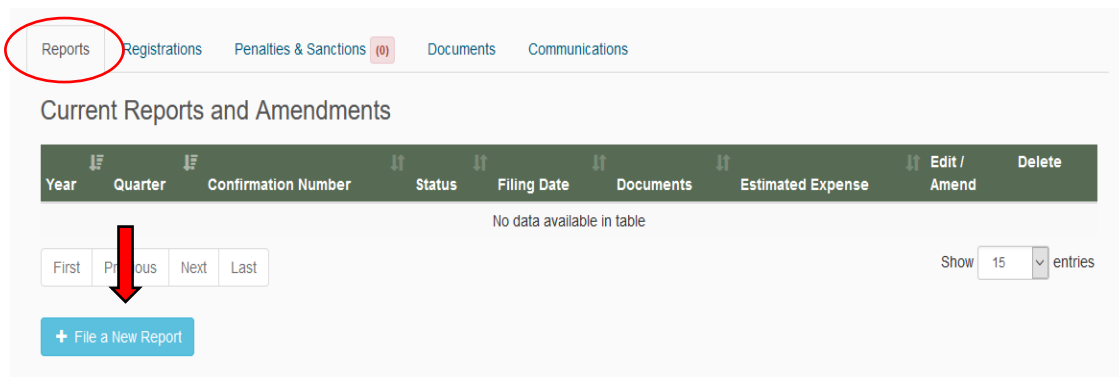 Reports Registrations Penalties & Sanctions (0) Documents Communications
Current Reports and Amendments
Year Quarter Confirmation Number Status Filing Date Documents Estimated Expense Edit / Amend Delete
No data available in table
First Previous Next Last Show 15 entries
+ File a New Report